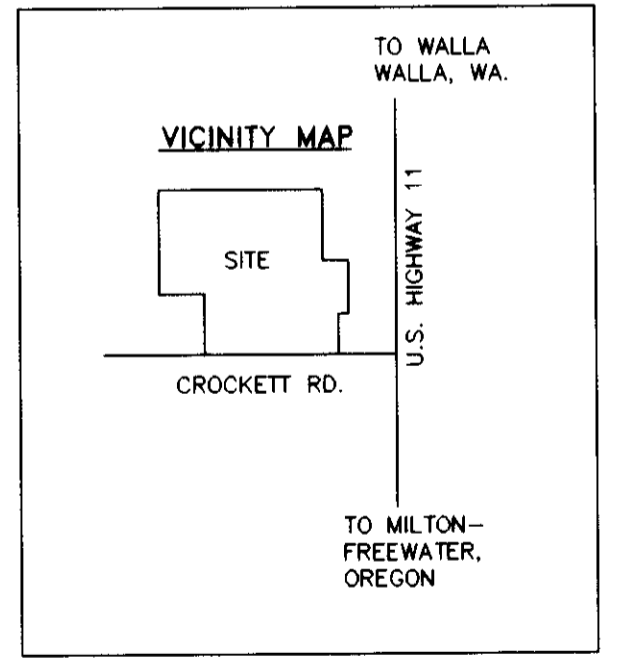 TO WALLA
WALLA, WA.
VICINITY MAP
U.S. HIGHWAY 11
SITE
CROCKETT RD.
TO MILTON–
FREEWATER,
OREGON